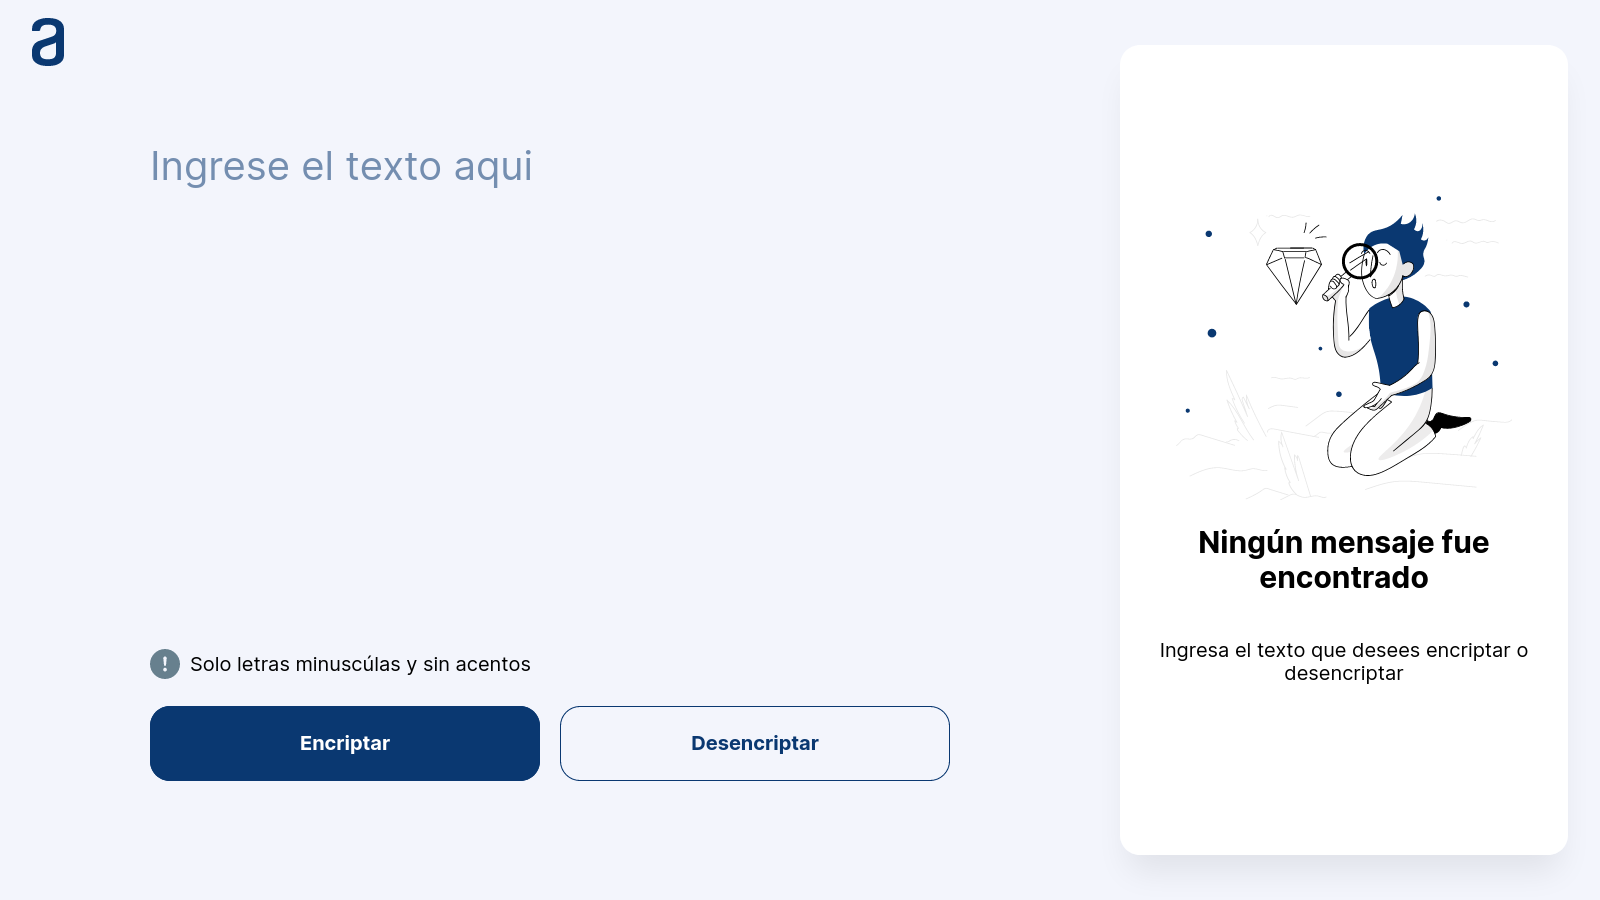 a
Ingrese el texto aqui
Solo letras minuscúlas y sin acentos
Encriptar
Desencriptar
Ningún mensaje fue
encontrado
Ingresa el texto que desees encriptar o
desencriptar